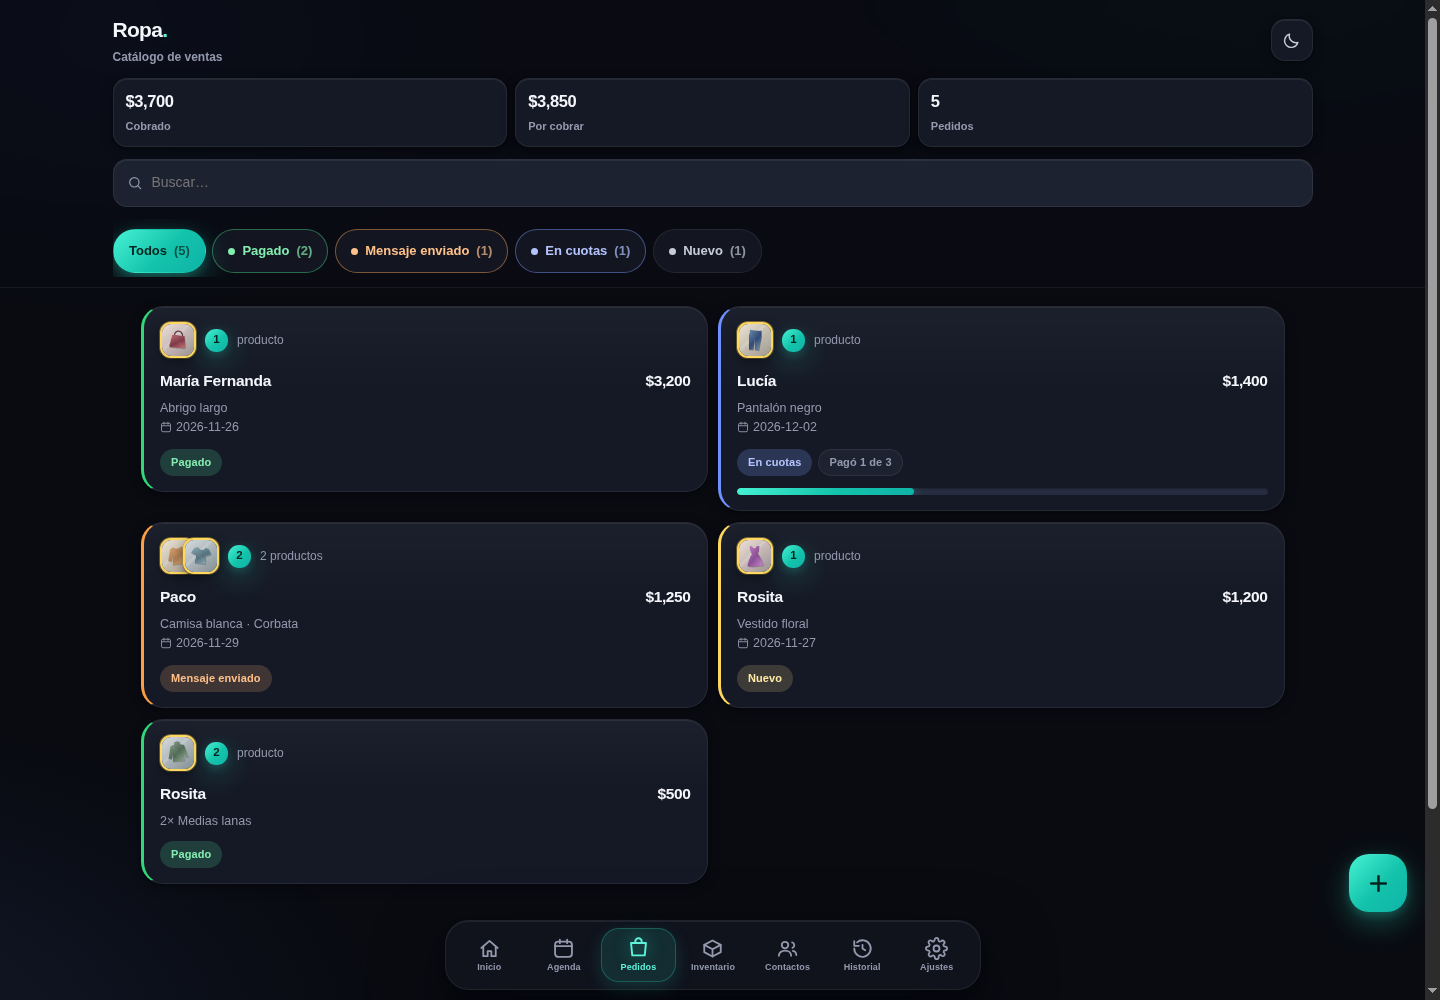 Ropa.
Catálogo de ventas
$3,700
Cobrado
$3,850
Por cobrar
5
Pedidos
Buscar…
Todos (5)
Pagado (2)
Mensaje enviado (1)
En cuotas (1)
Nuevo (1)
1 producto
María Fernanda $3,200
Abrigo largo
2026-11-26
Pagado
1 producto
Lucía $1,400
Pantalón negro
2026-12-02
En cuotas Pagó 1 de 3
2 2 productos
Paco $1,250
Camisa blanca · Corbata
2026-11-29
Mensaje enviado
1 producto
Rosita $1,200
Vestido floral
2026-11-27
Nuevo
2 producto
Rosita $500
2× Medias lanas
Pagado
Inicio
Agenda
Pedidos
Inventario
Contactos
Historial
Ajustes